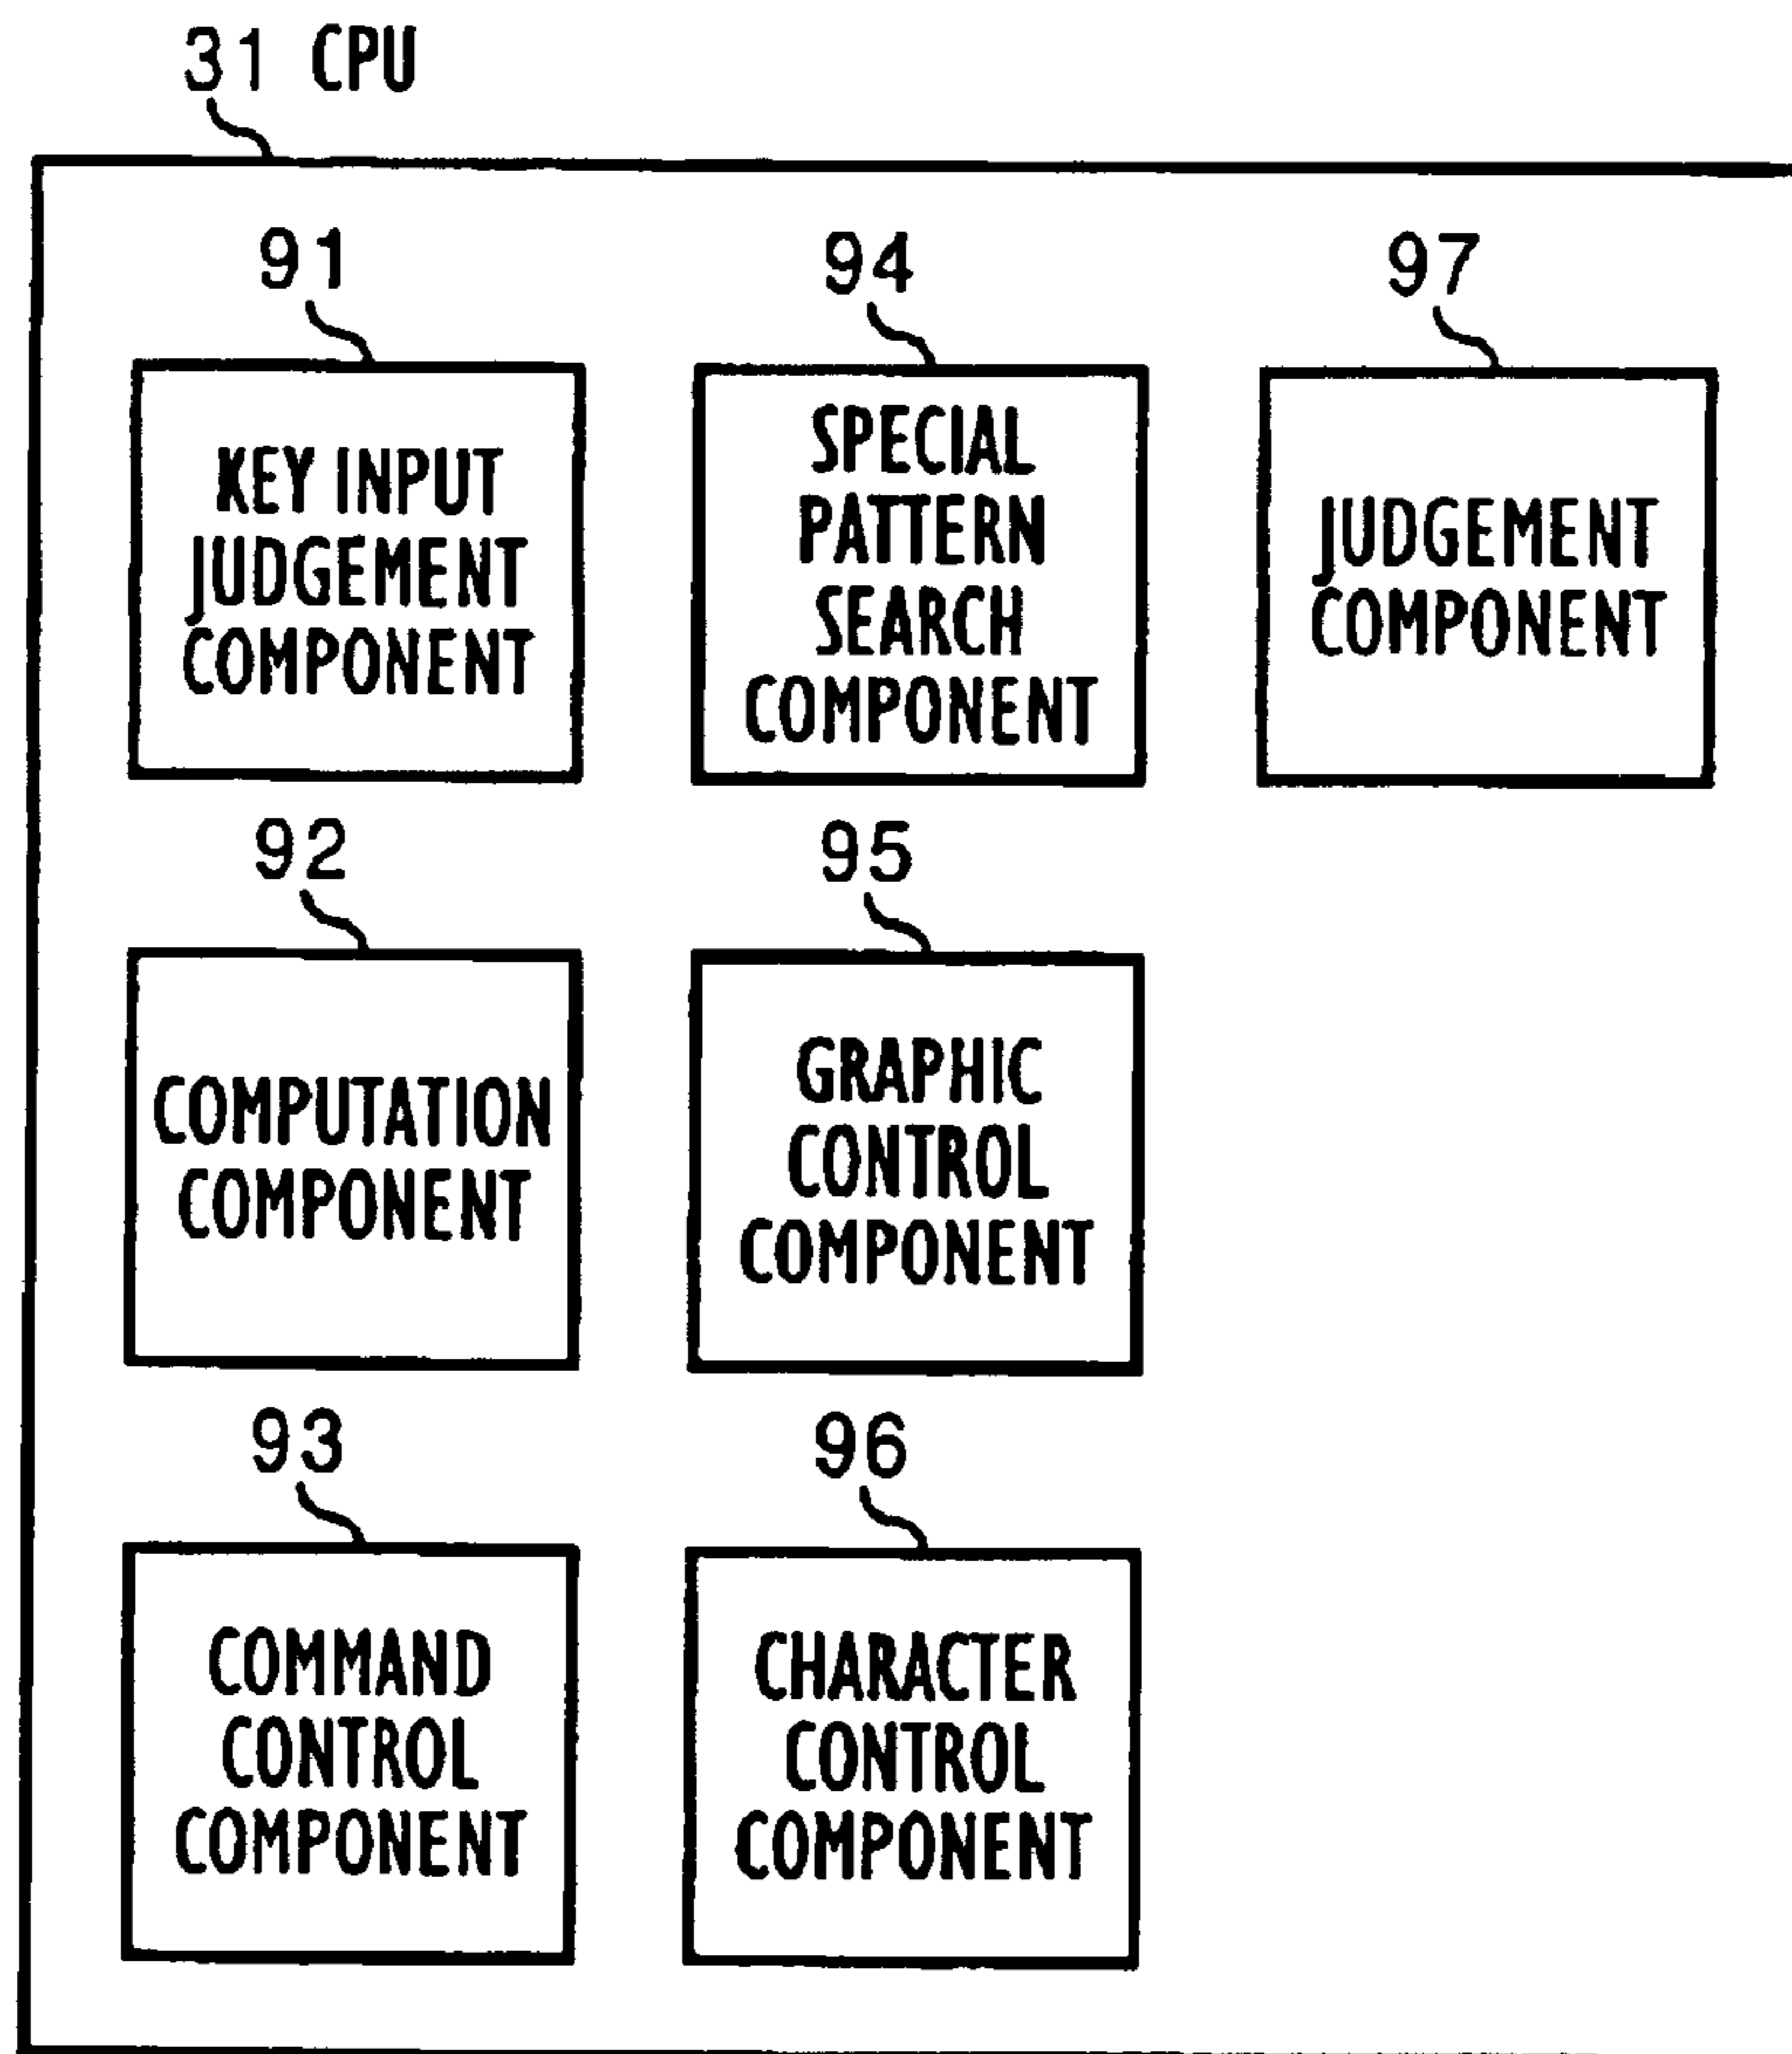 31 CPU
91
KEY INPUT
JUDGEMENT
COMPONENT
94
SPECIAL
PATTERN
SEARCH
COMPONENT
97
JUDGEMENT
COMPONENT
92
COMPUTATION
COMPONENT
95
GRAPHIC
CONTROL
COMPONENT
93
COMMAND
CONTROL
COMPONENT
96
CHARACTER
CONTROL
COMPONENT